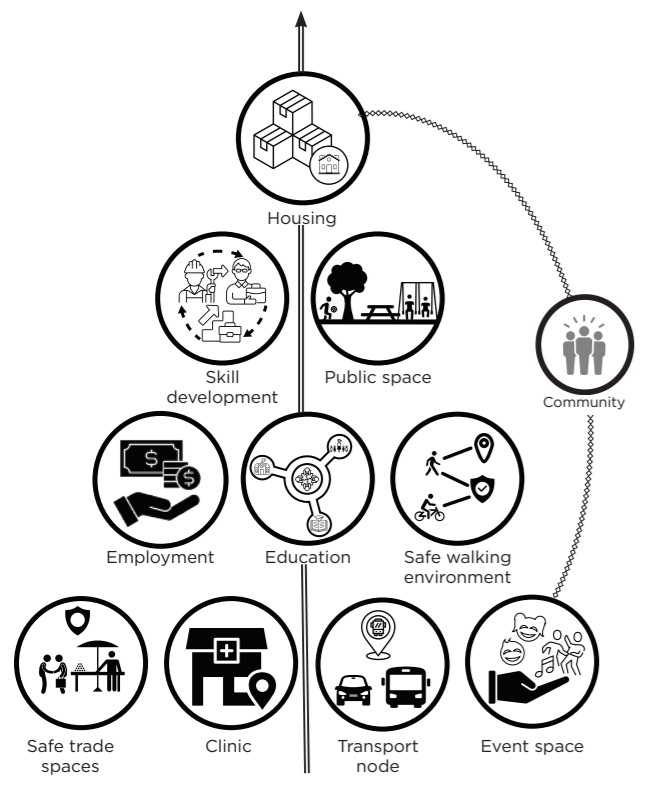 Housing
Skill
development
Public space
Community
Employment
Education
Safe walking
environment
Safe trade
spaces
Clinic
Transport
node
Event space